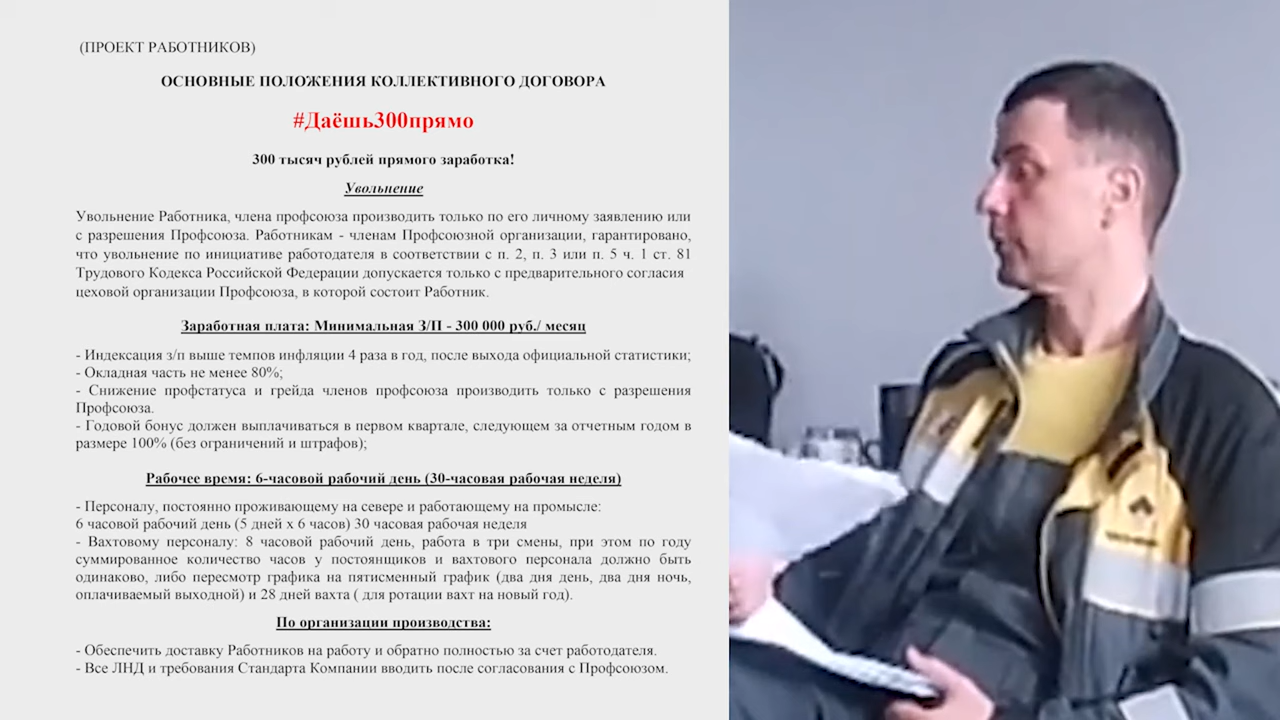 (ПРОЕКТ РАБОТНИКОВ)
ОСНОВНЫЕ ПОЛОЖЕНИЯ КОЛЛЕКТИВНОГО ДОГОВОРА
#Даёшь300прямо
300 тысяч рублей прямого заработка!
Увольнение
Увольнение Работника, члена профсоюза производить только по его личному заявлению или
с разрешения Профсоюза. Работникам - членам Профсоюзной организации, гарантировано,
что увольнение по инициативе работодателя в соответствии с п. 2, п. 3 или п. 5 ч. 1 ст. 81
Трудового Кодекса Российской Федерации допускается только с предварительного согласия
цеховой организации Профсоюза, в которой состоит Работник.
Заработная плата: Минимальная З/П - 300 000 руб./ месяц
- Индексация з/п выше темпов инфляции 4 раза в год, после выхода официальной статистики;
- Окладная часть не менее 80%;
- Снижение профстатуса и грейда членов профсоюза производить только с разрешения
Профсоюза.
- Годовой бонус должен выплачиваться в первом квартале, следующем за отчетным годом в
размере 100% (без ограничений и штрафов);
Рабочее время: 6-часовой рабочий день (30-часовая рабочая неделя)
- Персоналу, постоянно проживающему на севере и работающему на промысле:
6 часовой рабочий день (5 дней х 6 часов) 30 часовая рабочая неделя
- Вахтовому персоналу: 8 часовой рабочий день, работа в три смены, при этом по году
суммированное количество часов у постоянщиков и вахтового персонала должно быть
одинаково, либо пересмотр графика на пятисменный график (два дня день, два дня ночь,
оплачиваемый выходной) и 28 дней вахта ( для ротации вахт на новый год).
По организации производства:
- Обеспечить доставку Работников на работу и обратно полностью за счет работодателя.
- Все ЛНД и требования Стандарта Компании вводить после согласования с Профсоюзом.